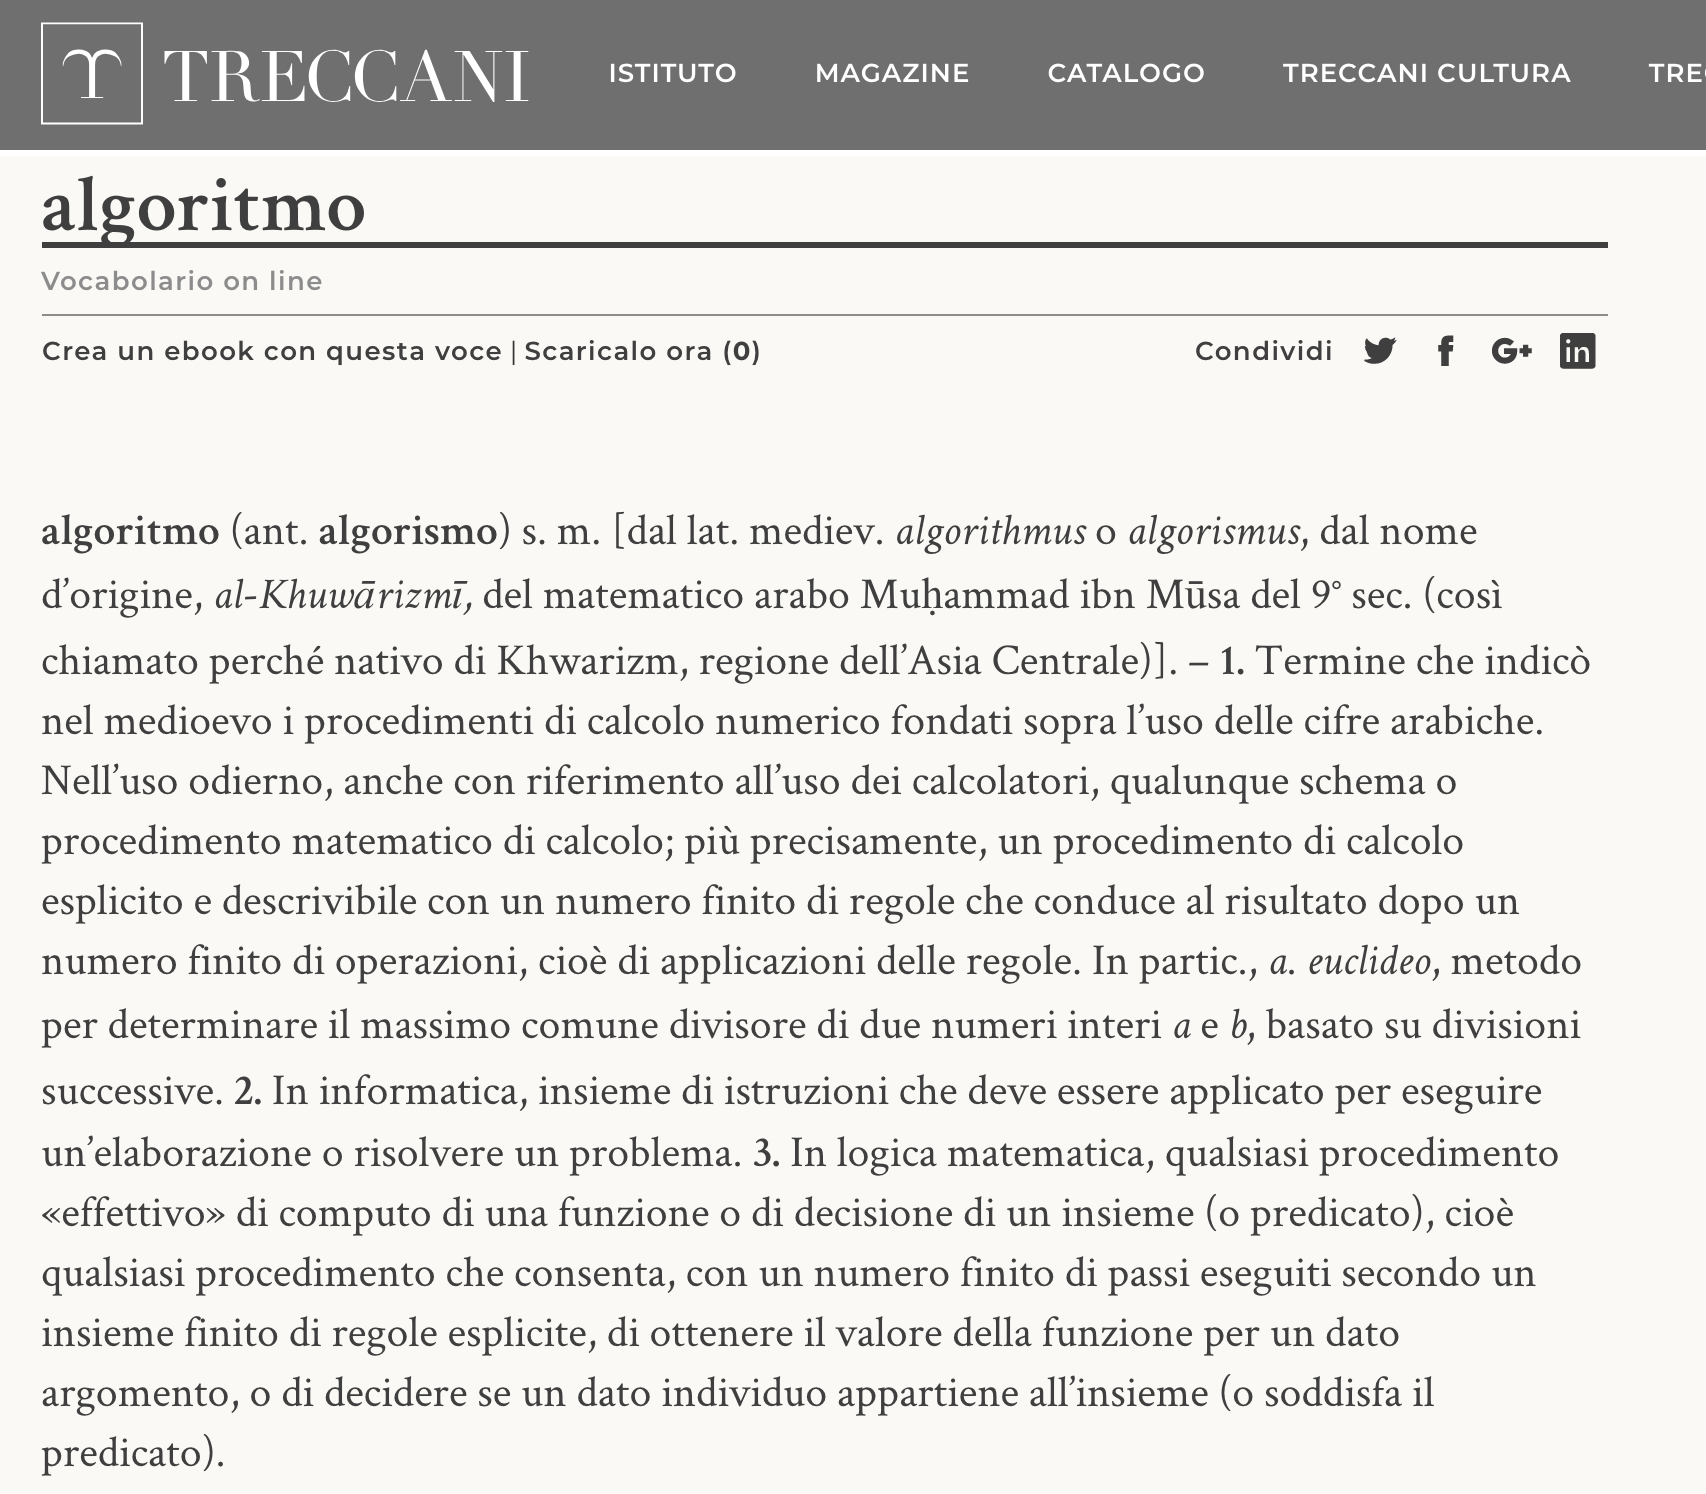 TRECCANI ISTITUTO MAGAZINE CATALOGO TRECCANI CULTURA
algoritmo
Vocabolario on line
Crea un ebook con questa voce | Scaricalo ora (0) Condividi
algoritmo (ant. algorismo) s. m. [dal lat. mediev. algorithmus o algorismus, dal nome
d’origine, al-Khuwārizmī, del matematico arabo Muḥammad ibn Mūsa del 9° sec. (così
chiamato perché nativo di Khwarizm, regione dell’Asia Centrale)]. – 1. Termine che indicò
nel medioevo i procedimenti di calcolo numerico fondati sopra l’uso delle cifre arabiche.
Nell’uso odierno, anche con riferimento all’uso dei calcolatori, qualunque schema o
procedimento matematico di calcolo; più precisamente, un procedimento di calcolo
esplicito e descrivibile con un numero finito di regole che conduce al risultato dopo un
numero finito di operazioni, cioè di applicazioni delle regole. In partic., a. euclideo, metodo
per determinare il massimo comune divisore di due numeri interi a e b, basato su divisioni
successive. 2. In informatica, insieme di istruzioni che deve essere applicato per eseguire
un’elaborazione o risolvere un problema. 3. In logica matematica, qualsiasi procedimento
«effettivo» di computo di una funzione o di decisione di un insieme (o predicato), cioè
qualsiasi procedimento che consenta, con un numero finito di passi eseguiti secondo un
insieme finito di regole esplicite, di ottenere il valore della funzione per un dato
argomento, o di decidere se un dato individuo appartiene all’insieme (o soddisfa il
predicato).